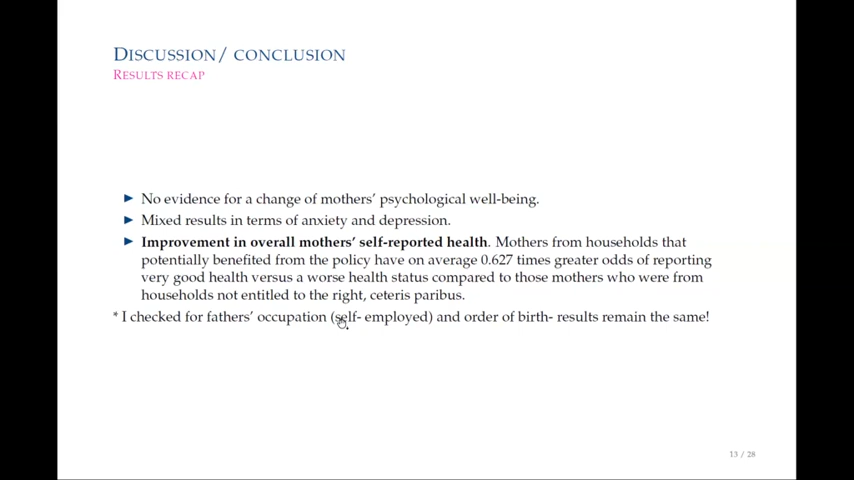 DISCUSSION/ CONCLUSION
RESULTS RECAP
No evidence for a change of mothers' psychological well-being.
Mixed results in terms of anxiety and depression.
Improvement in overall mothers' self-reported health. Mothers from households that
potentially benefited from the policy have on average 0.627 times greater odds of reporting
very good health versus a worse health status compared to those mothers who were from
households not entitled to the right, ceteris paribus.
* I checked for fathers' occupation (self- employed) and order of birth- results remain the same!
13 / 28